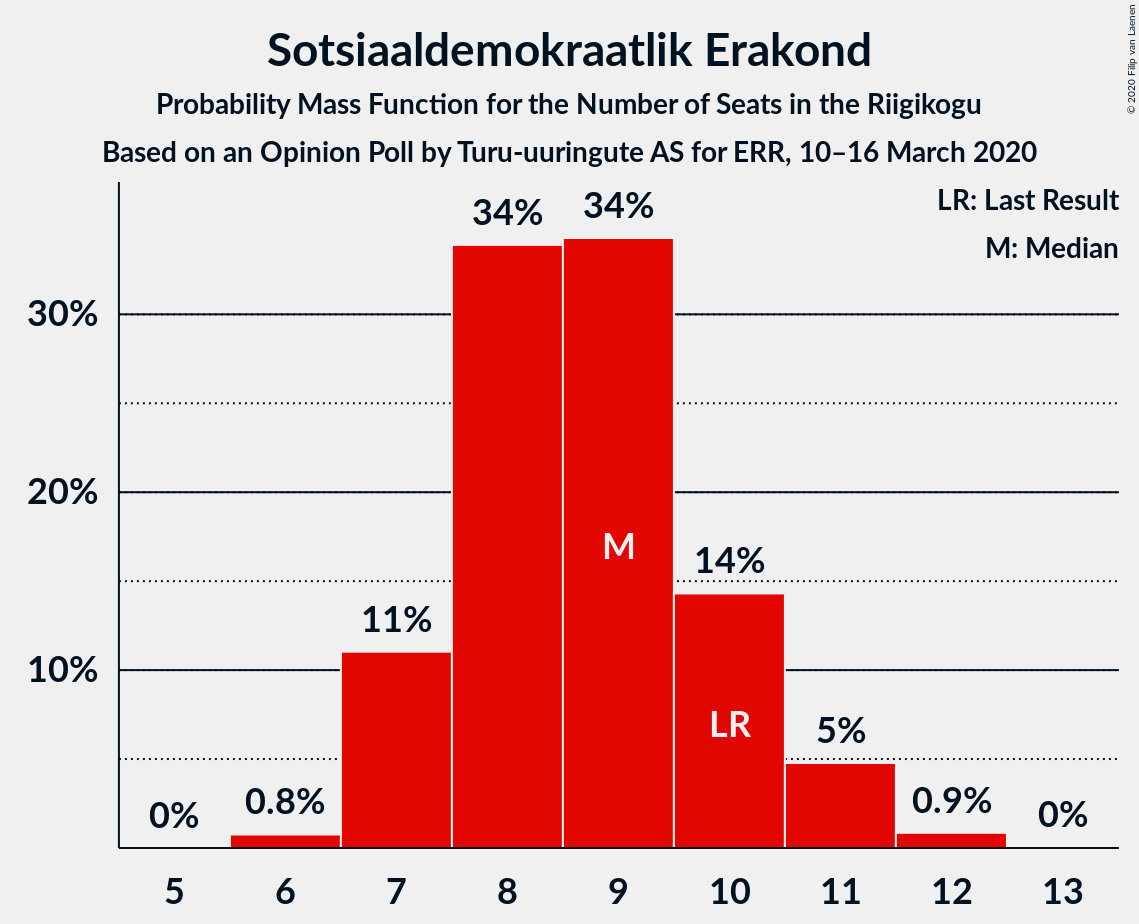 Sotsiaaldemokraatlik Erakond
Probability Mass Function for the Number of Seats in the Riigikogu
Based on an Opinion Poll by Turu-uuringute AS for ERR, 10–16 March 2020
© 2020 Filip van Laenen
LR: Last Result
M: Median
34% 34%
30%
20%
M
14%
11%
10%
LR
5%
0% 0.8% 0.9% 0%
5 6 7 8 9 10 11 12 13